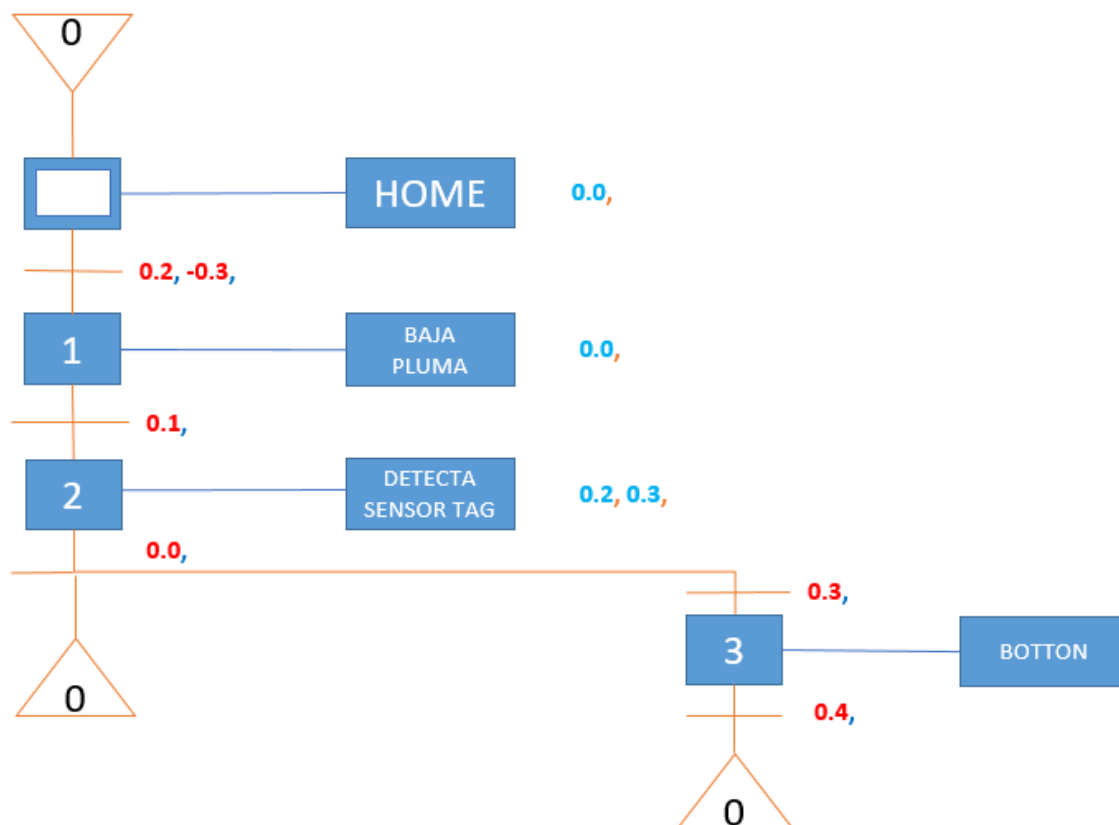 0
HOME 0.0,
0.2, -0.3,
1 BAJA 0.0,
PLUMA
0.1,
2 DETECTA 0.2, 0.3,
SENSOR TAG
0.0,
0.3,
3 BOTTON
0 0.4,
0